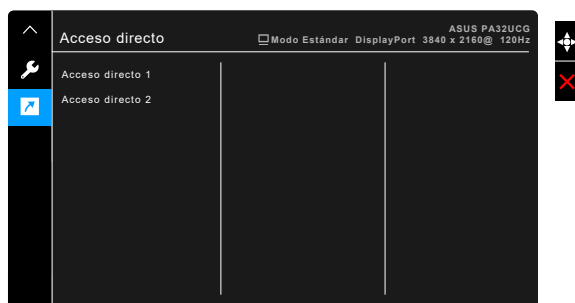 ASUS PA32UCG
Acceso directo
Modo Estándar DisplayPort 3840 x 2160@ 120Hz
Acceso directo 1
Acceso directo 2